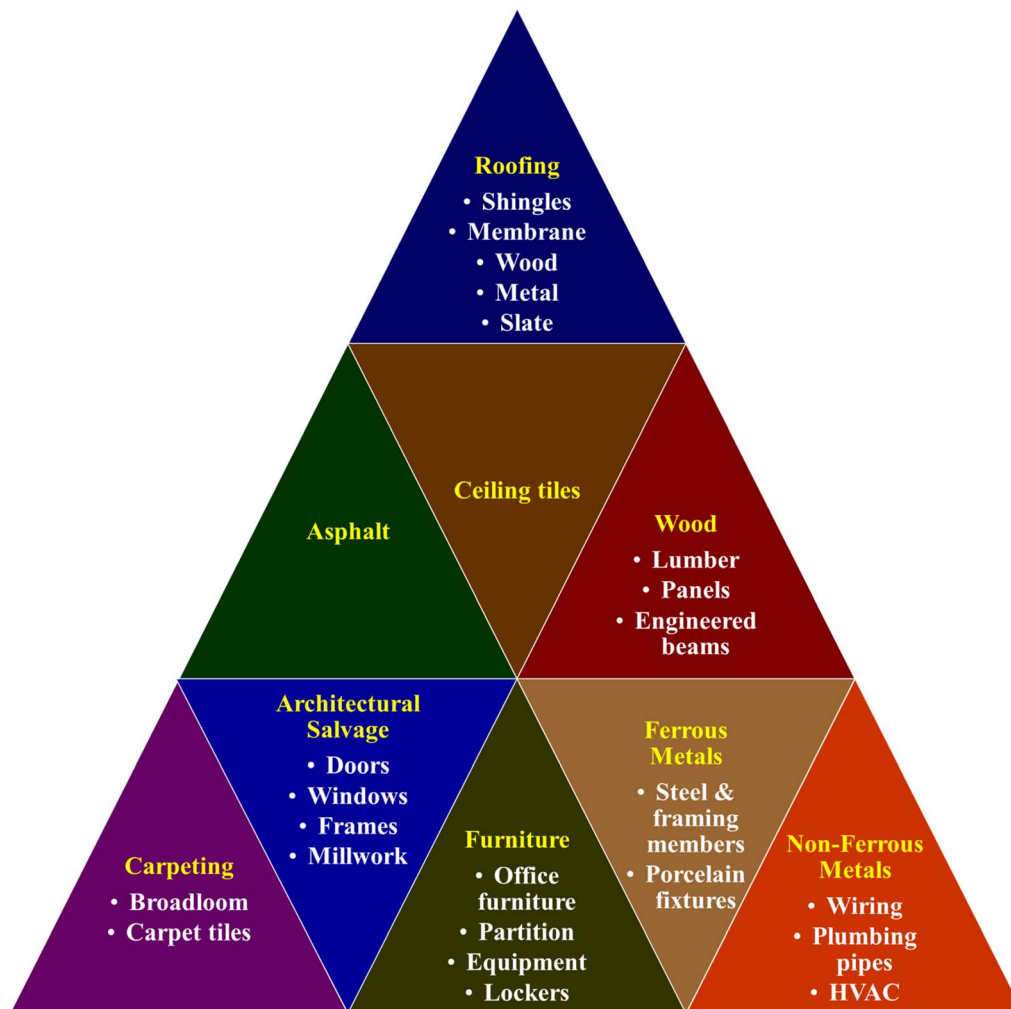 Roofing
• Shingles
• Membrane
• Wood
• Metal
• Slate
Asphalt
Ceiling tiles
Wood
• Lumber
• Panels
• Engineered
beams
Carpeting
• Broadloom
• Carpet tiles
Architectural
Salvage
• Doors
• Windows
• Frames
• Millwork
Furniture
• Office
furniture
• Partition
• Equipment
• Lockers
Ferrous
Metals
• Steel &
framing
members
• Porcelain
fixtures
Non-Ferrous
Metals
• Wiring
• Plumbing
pipes
• HVAC